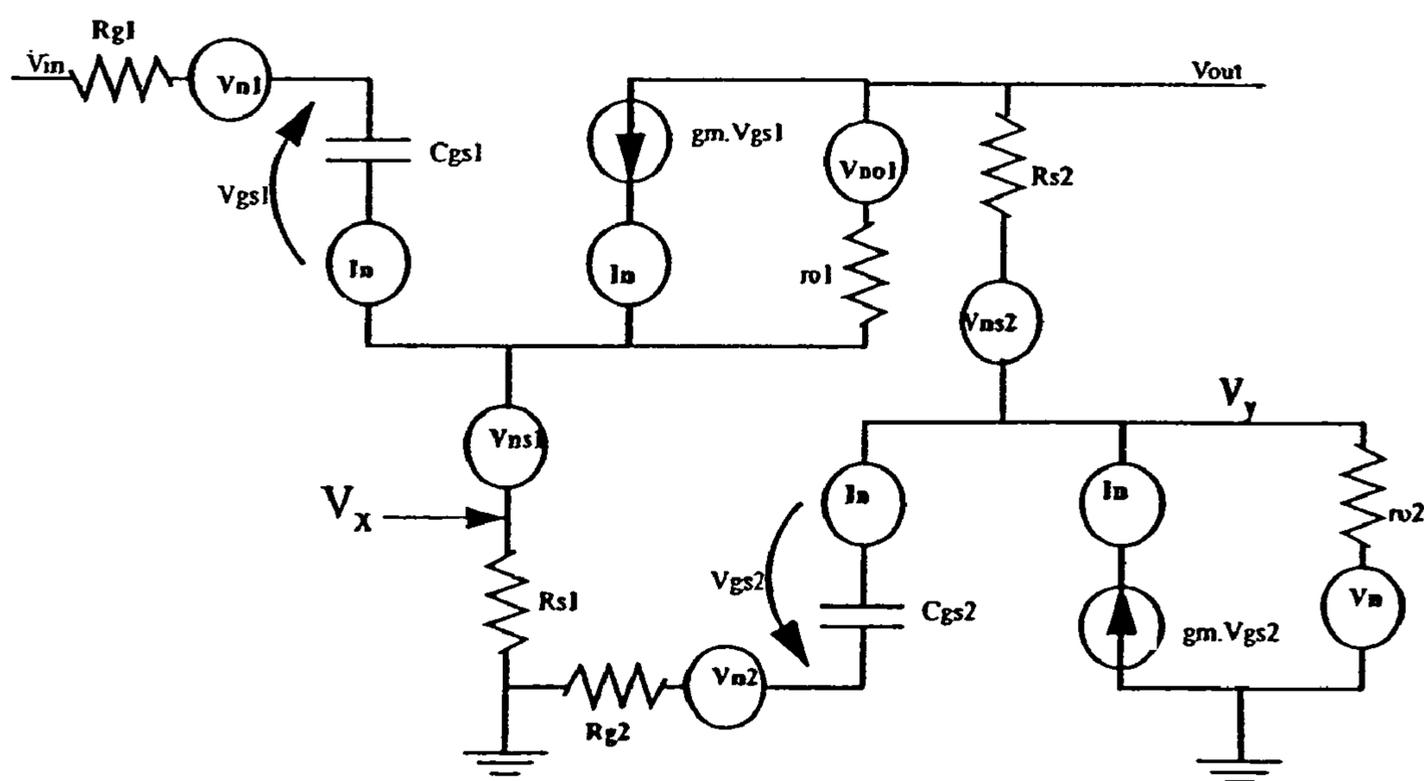 Rg1
Vin
Vn1
Vout
gm.Vgs1
Cgs1
Vno1
Rs2
Vgs1
In
In
ro1
Vns2
Vns1
Vy
In
In
ro2
Vx
Vgs2
Rs1
Cgs2
Vn
gm.Vgs2
Vn2
Rg2